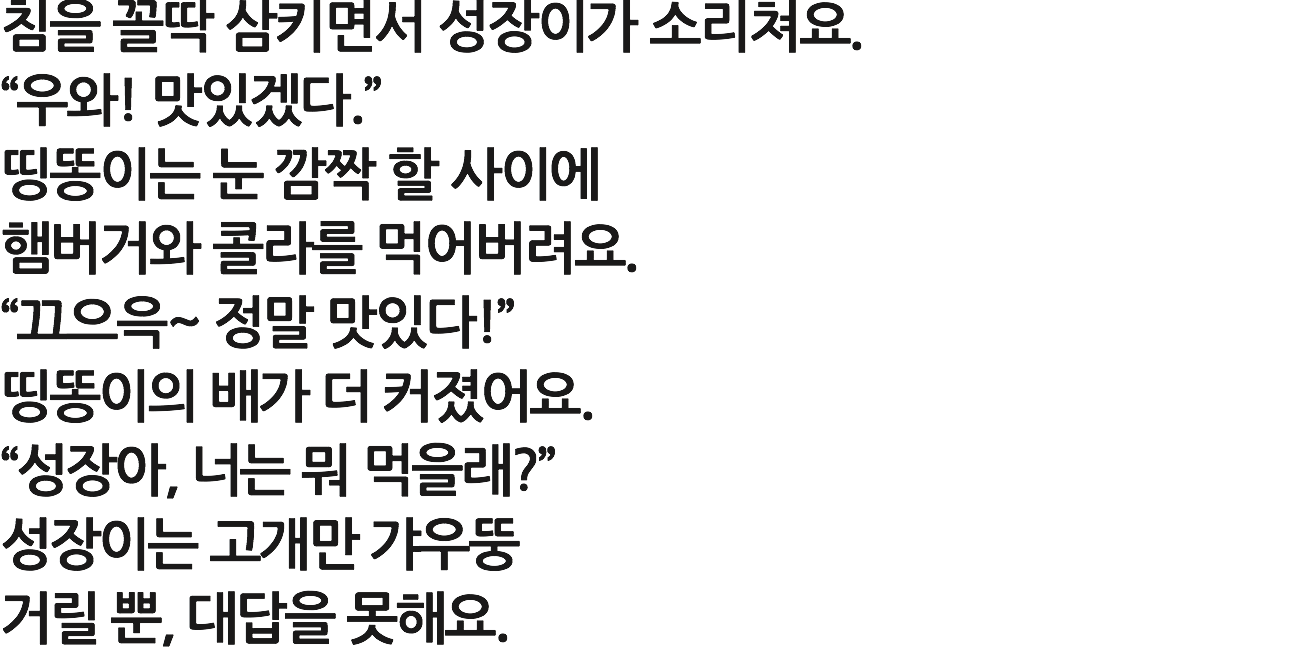 침을 꼴딱 삼키면서 성장이가 소리쳐요.
“우와! 맛있겠다.”
띵똥이는 눈 깜짝 할 사이에
햄버거와 콜라를 먹어버려요.
“끄으윽~ 정말 맛있다!”
띵똥이의 배가 더 커졌어요.
“성장아, 너는 뭐 먹을래?”
성장이는 고개만 갸우뚱
거릴 뿐, 대답을 못해요.